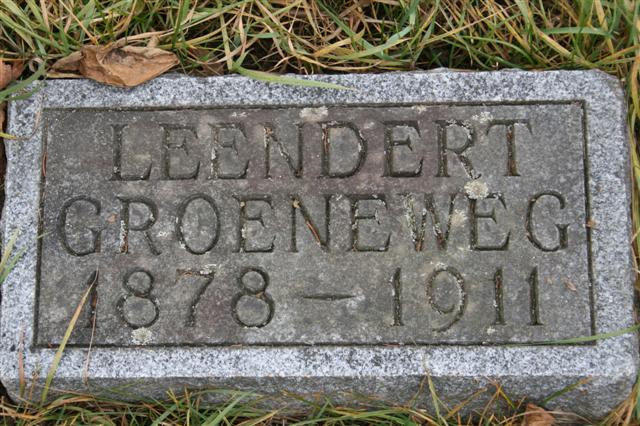 LEENDERT
GROENEWEG
1878 – 1911